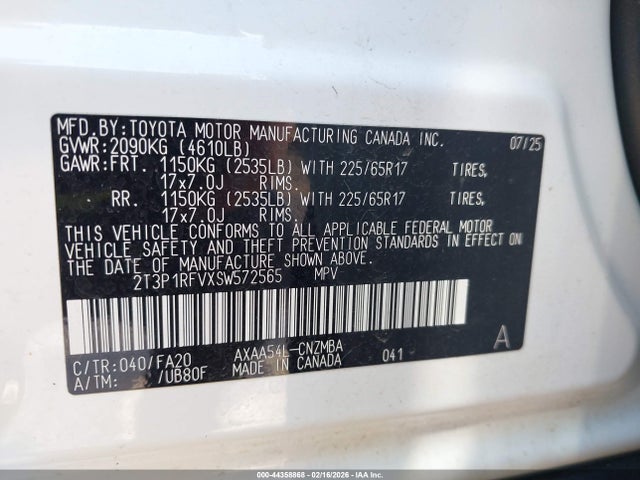 MFD.BY:TOYOTA MOTOR MANUFACTURING CANADA INC. 07/25
GVWR:2090KG (4610LB)
GAWR:FRT. 1150KG (2535LB) WITH 225/65R17 TIRES,
17x7.0J RIMS.
RR. 1150KG (2535LB) WITH 225/65R17 TIRES,
17x7.0J RIMS.
THIS VEHICLE CONFORMS TO ALL APPLICABLE FEDERAL MOTOR
VEHICLE SAFETY AND THEFT PREVENTION STANDARDS IN EFFECT ON
THE DATE OF MANUFACTURE SHOWN ABOVE.
2T3P1RFVXSW572565 MPV
C/TR:040/FA20 AXAA54L-CNZMBA 041 A
A/TM: /UB80F MADE IN CANADA
000-44358868 - 02/16/2026 - IAAI.COM